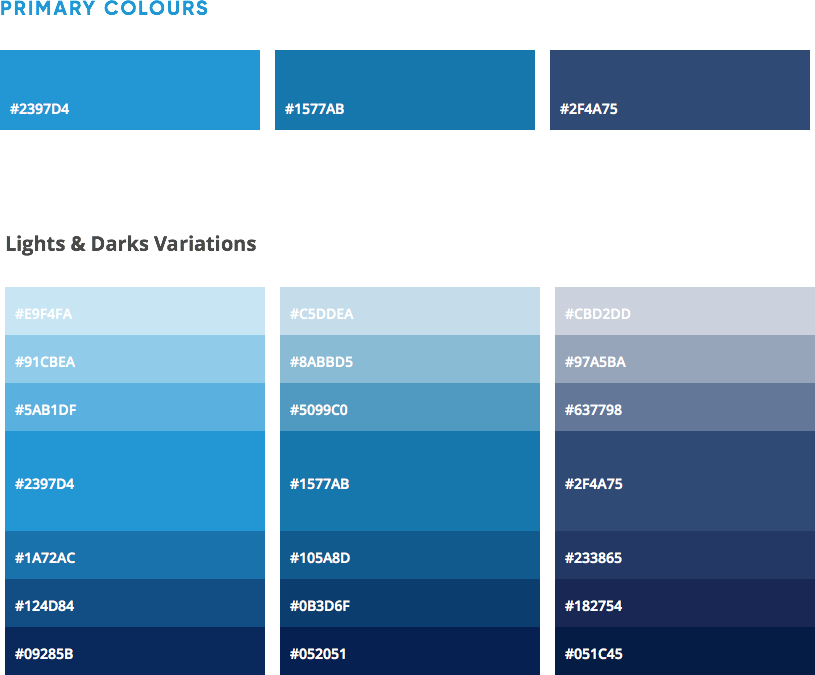 PRIMARY COLOURS
#2397D4 #1577AB #2F4A75
Lights & Darks Variations
#E9F4FA #C5DDEA #CBD2DD
#91CBEA #8ABBD5 #97A5BA
#5AB1DF #5099C0 #637798
#2397D4 #1577AB #2F4A75
#1A72AC #105A8D #233865
#124D84 #0B3D6F #182754
#09285B #052051 #051C45